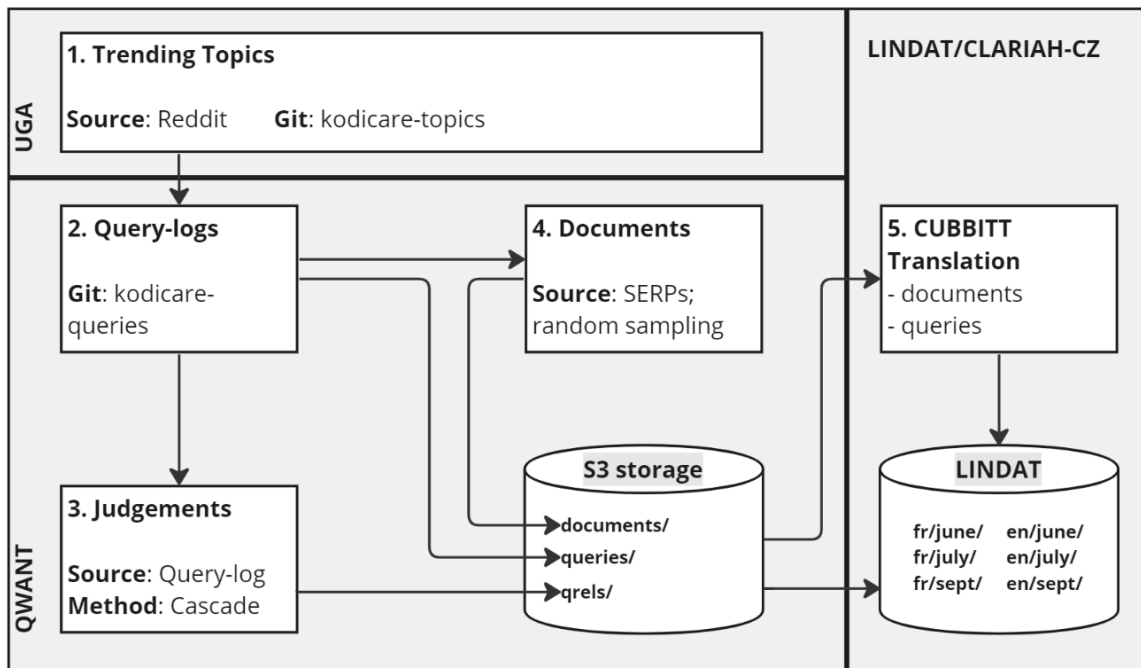 UGA
1. Trending Topics
Source: Reddit Git: kodicare-topics
LINDAT/CLARIAH-CZ
QWANT
2. Query-logs
Git: kodicare-
queries
4. Documents
Source: SERPs;
random sampling
5. CUBBITT
Translation
- documents
- queries
3. Judgements
Source: Query-log
Method: Cascade
S3 storage
documents/
queries/
qrels/
LINDAT
fr/june/ en/june/
fr/july/ en/july/
fr/sept/ en/sept/